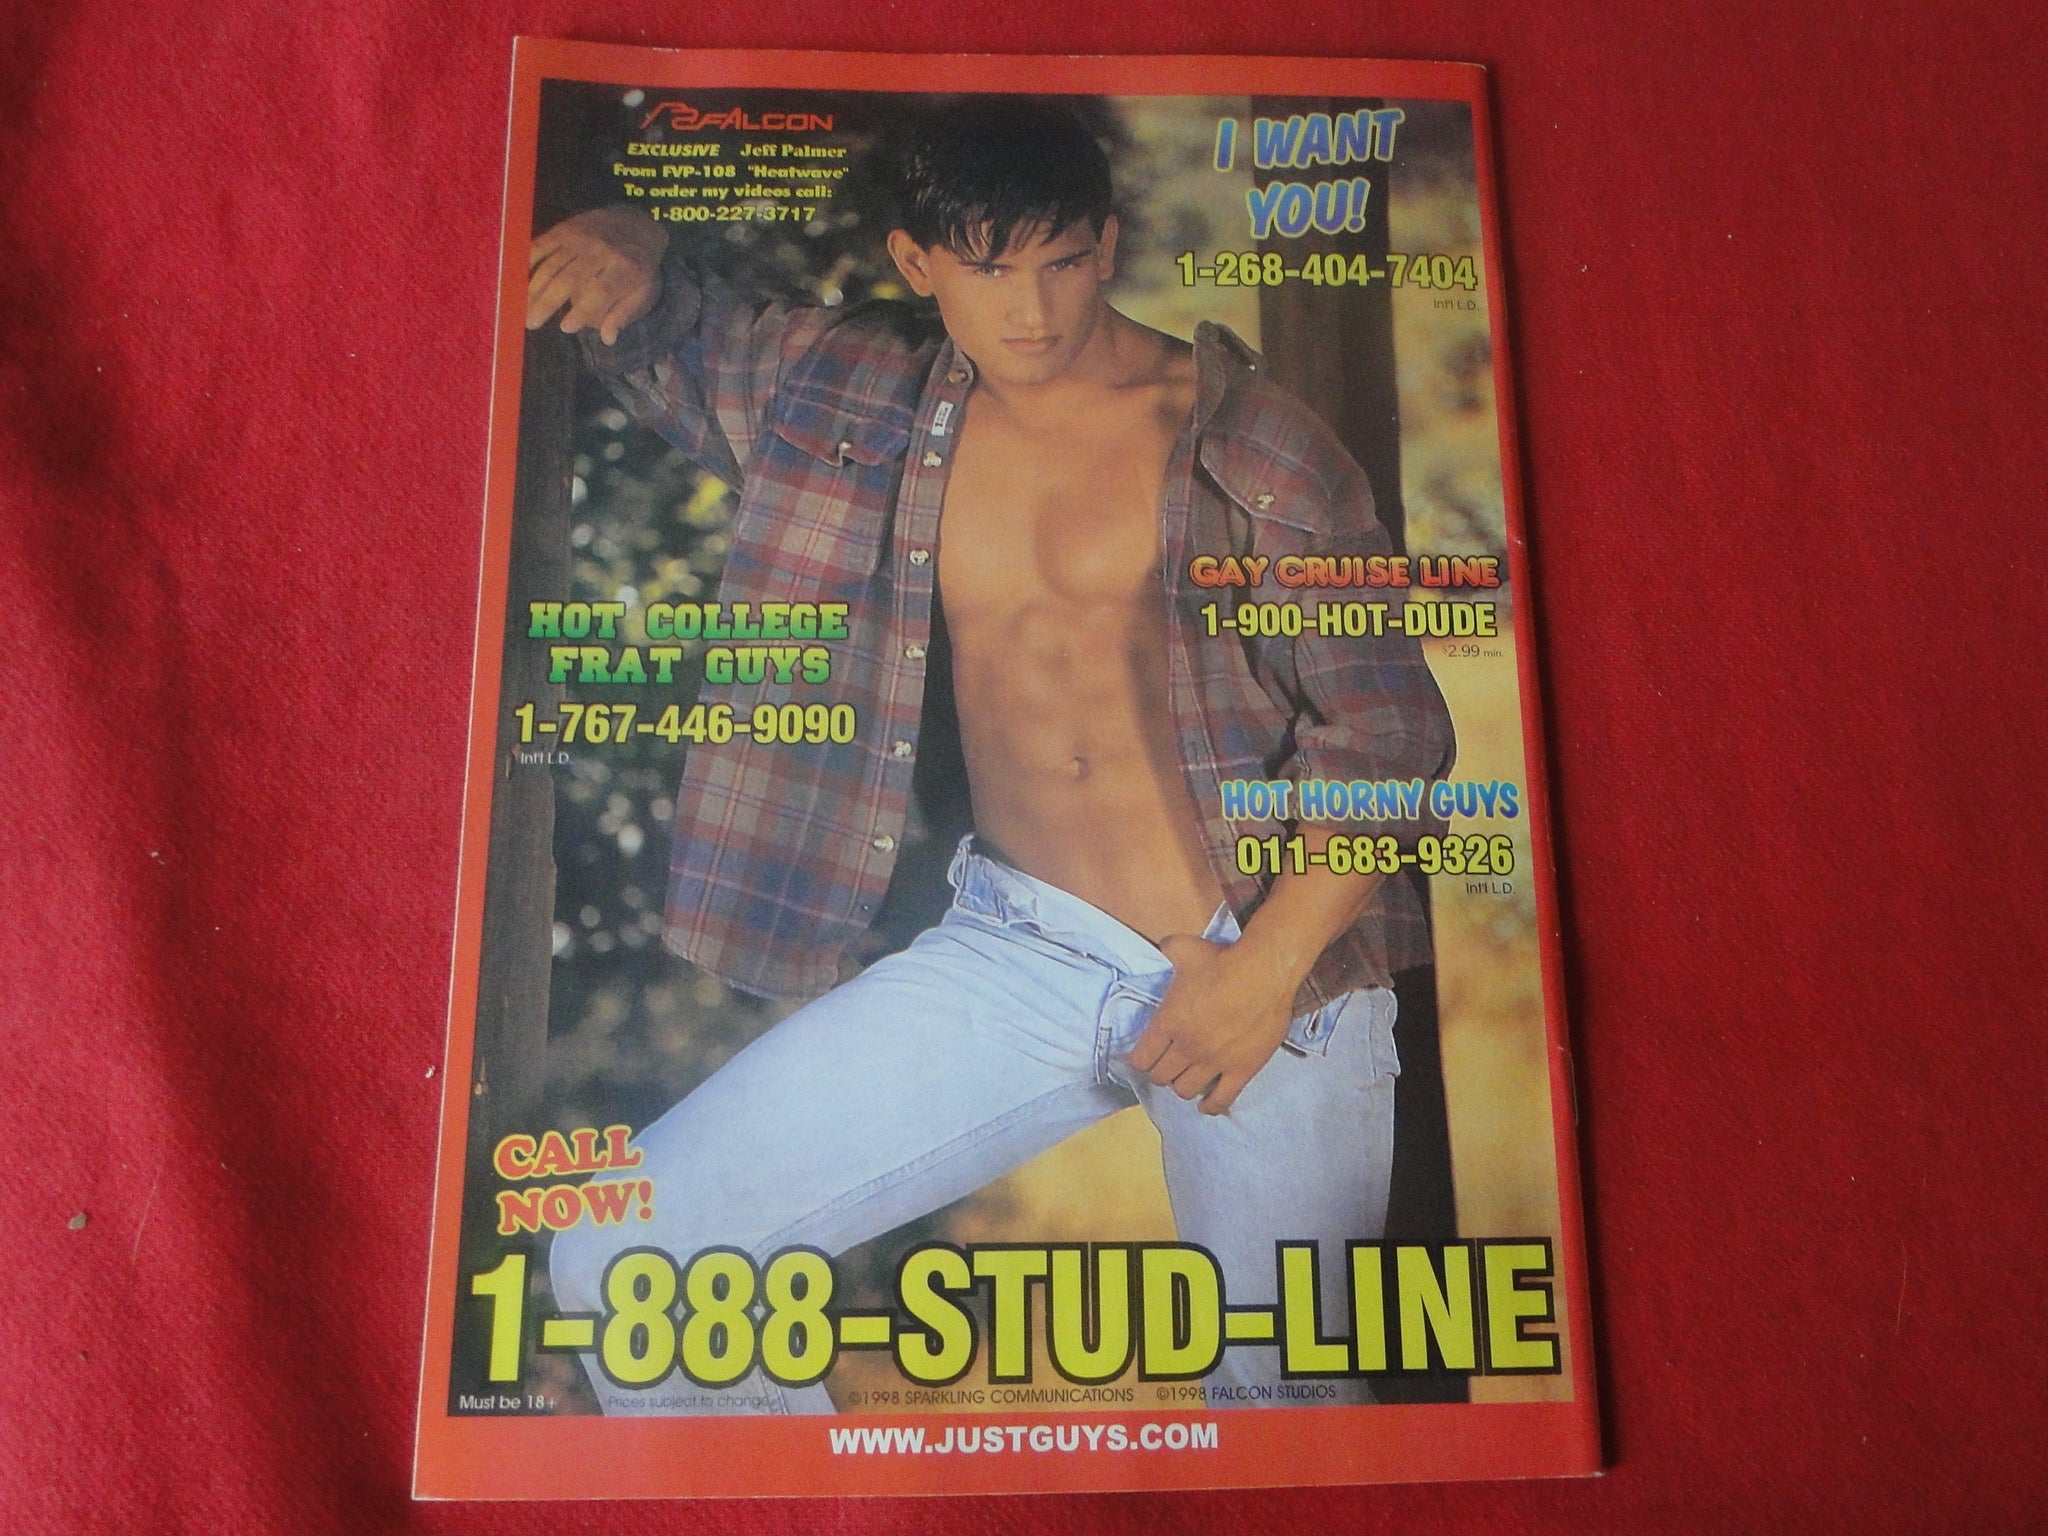 FALCON
EXCLUSIVE Jeff Palmer
From FVP-108 "Heatwave"
To order my videos call:
1-800-227-3717
I WANT
YOU!
1-268-404-7404
Int'l L.D.
GAY CRUISE LINE
1-900-HOT-DUDE
$2.99 min.
HOT COLLEGE
FRAT GUYS
1-767-446-9090
Int'l L.D.
HOT HORNY GUYS
011-683-9326
Int'l L.D.
CALL
NOW!
1-888-STUD-LINE
Must be 18+ Prices subject to change ©1998 SPARKLING COMMUNICATIONS ©1998 FALCON STUDIOS
WWW.JUSTGUYS.COM